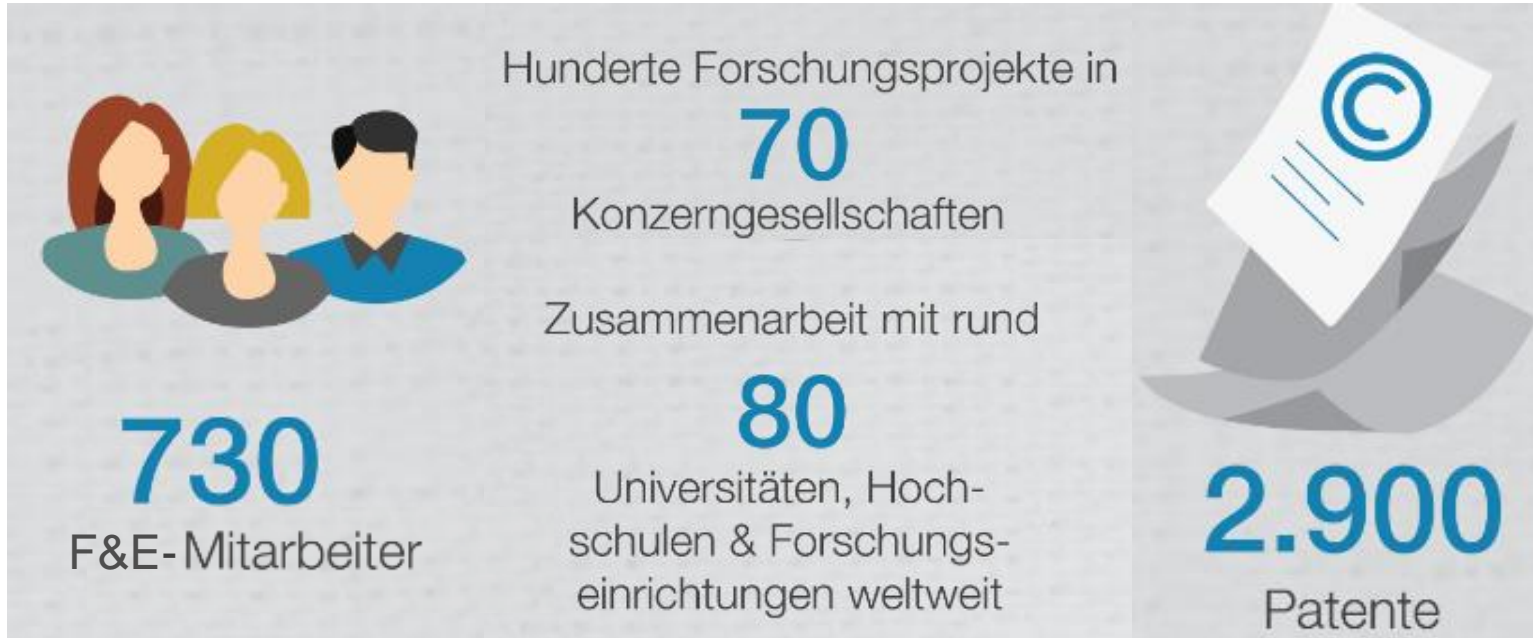 730
F&E-Mitarbeiter
Hunderte Forschungsprojekte in
70
Konzerngesellschaften
Zusammenarbeit mit rund
80
Universitäten, Hoch-
schulen & Forschungs-
einrichtungen weltweit
©
2.900
Patente